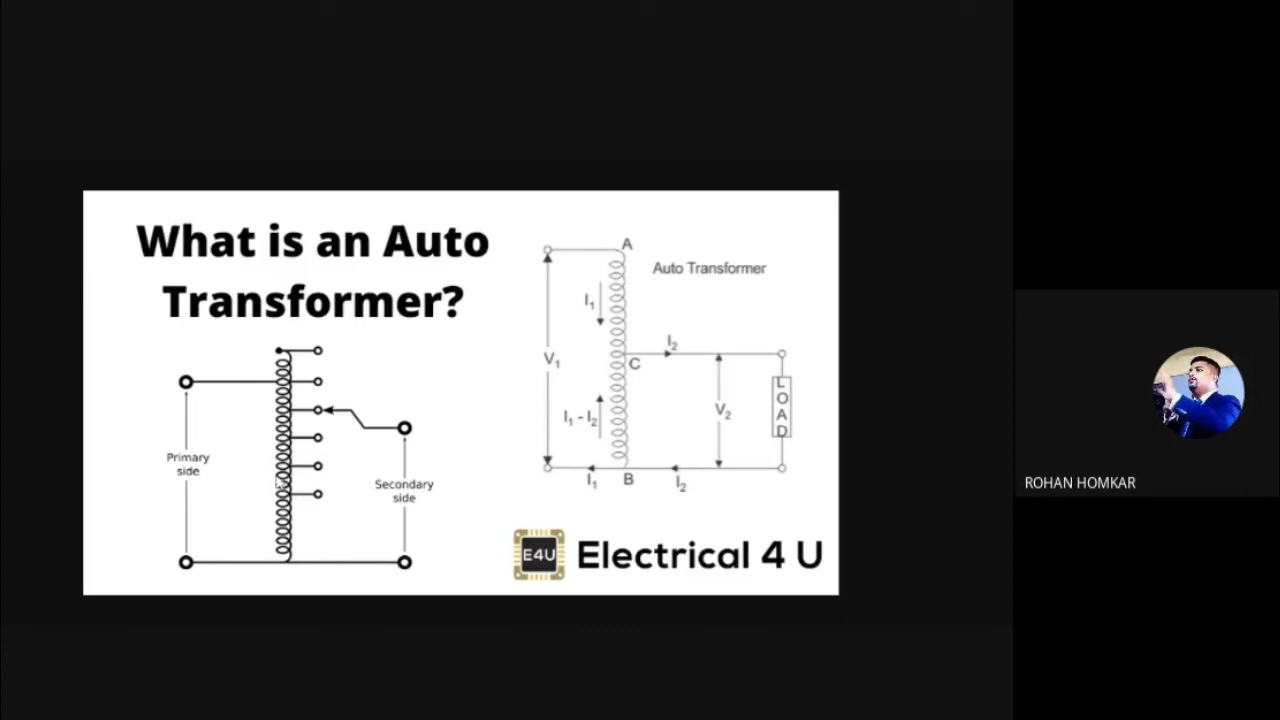 What is an Auto
Transformer?
Primary
side
Secondary
side
A
Auto Transformer
I1
I2
V1
C
V2
LOAD
I1 - I2
I1
B
I2
E4U
Electrical 4 U
ROHAN HOMKAR